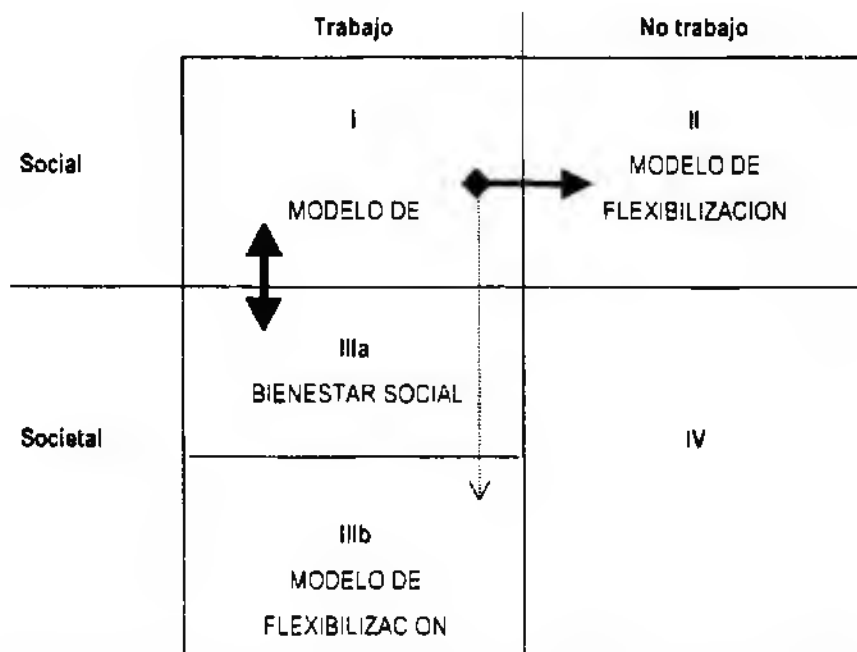 Trabajo No trabajo
I II
Social MODELO DE
MODELO DE FLEXIBILIZACION
IIIa
BIENESTAR SOCIAL
Societal IV
IIIb
MODELO DE
FLEXIBILIZAC ON